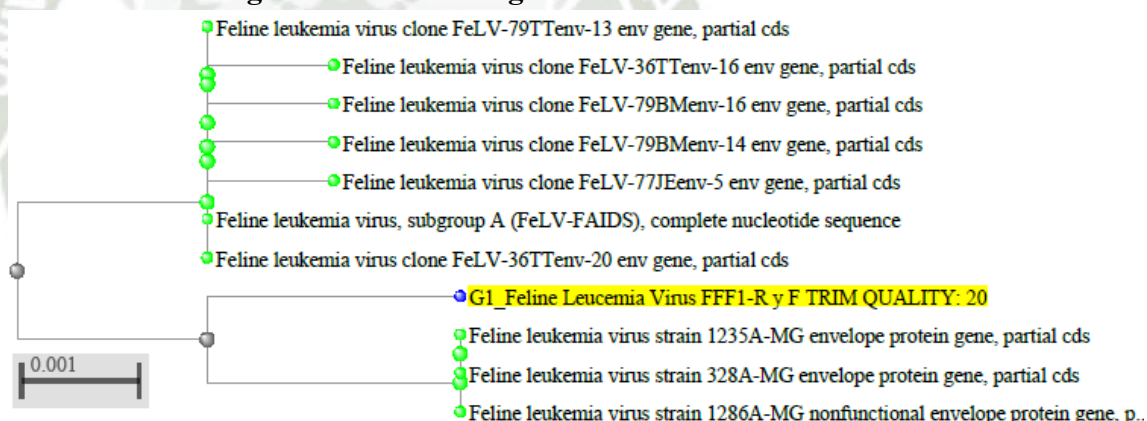 Feline leukemia virus clone FeLV-79TTenv-13 env gene, partial cds
Feline leukemia virus clone FeLV-36TTenv-16 env gene, partial cds
Feline leukemia virus clone FeLV-79BMenv-16 env gene, partial cds
Feline leukemia virus clone FeLV-79BMenv-14 env gene, partial cds
Feline leukemia virus clone FeLV-77JEenv-5 env gene, partial cds
Feline leukemia virus, subgroup A (FeLV-FAIDS), complete nucleotide sequence
Feline leukemia virus clone FeLV-36TTenv-20 env gene, partial cds
G1_Feline Leucemia Virus FFF1-R y F TRIM QUALITY: 20
Feline leukemia virus strain 1235A-MG envelope protein gene, partial cds
0.001
Feline leukemia virus strain 328A-MG envelope protein gene, partial cds
Feline leukemia virus strain 1286A-MG nonfunctional envelope protein gene, p...